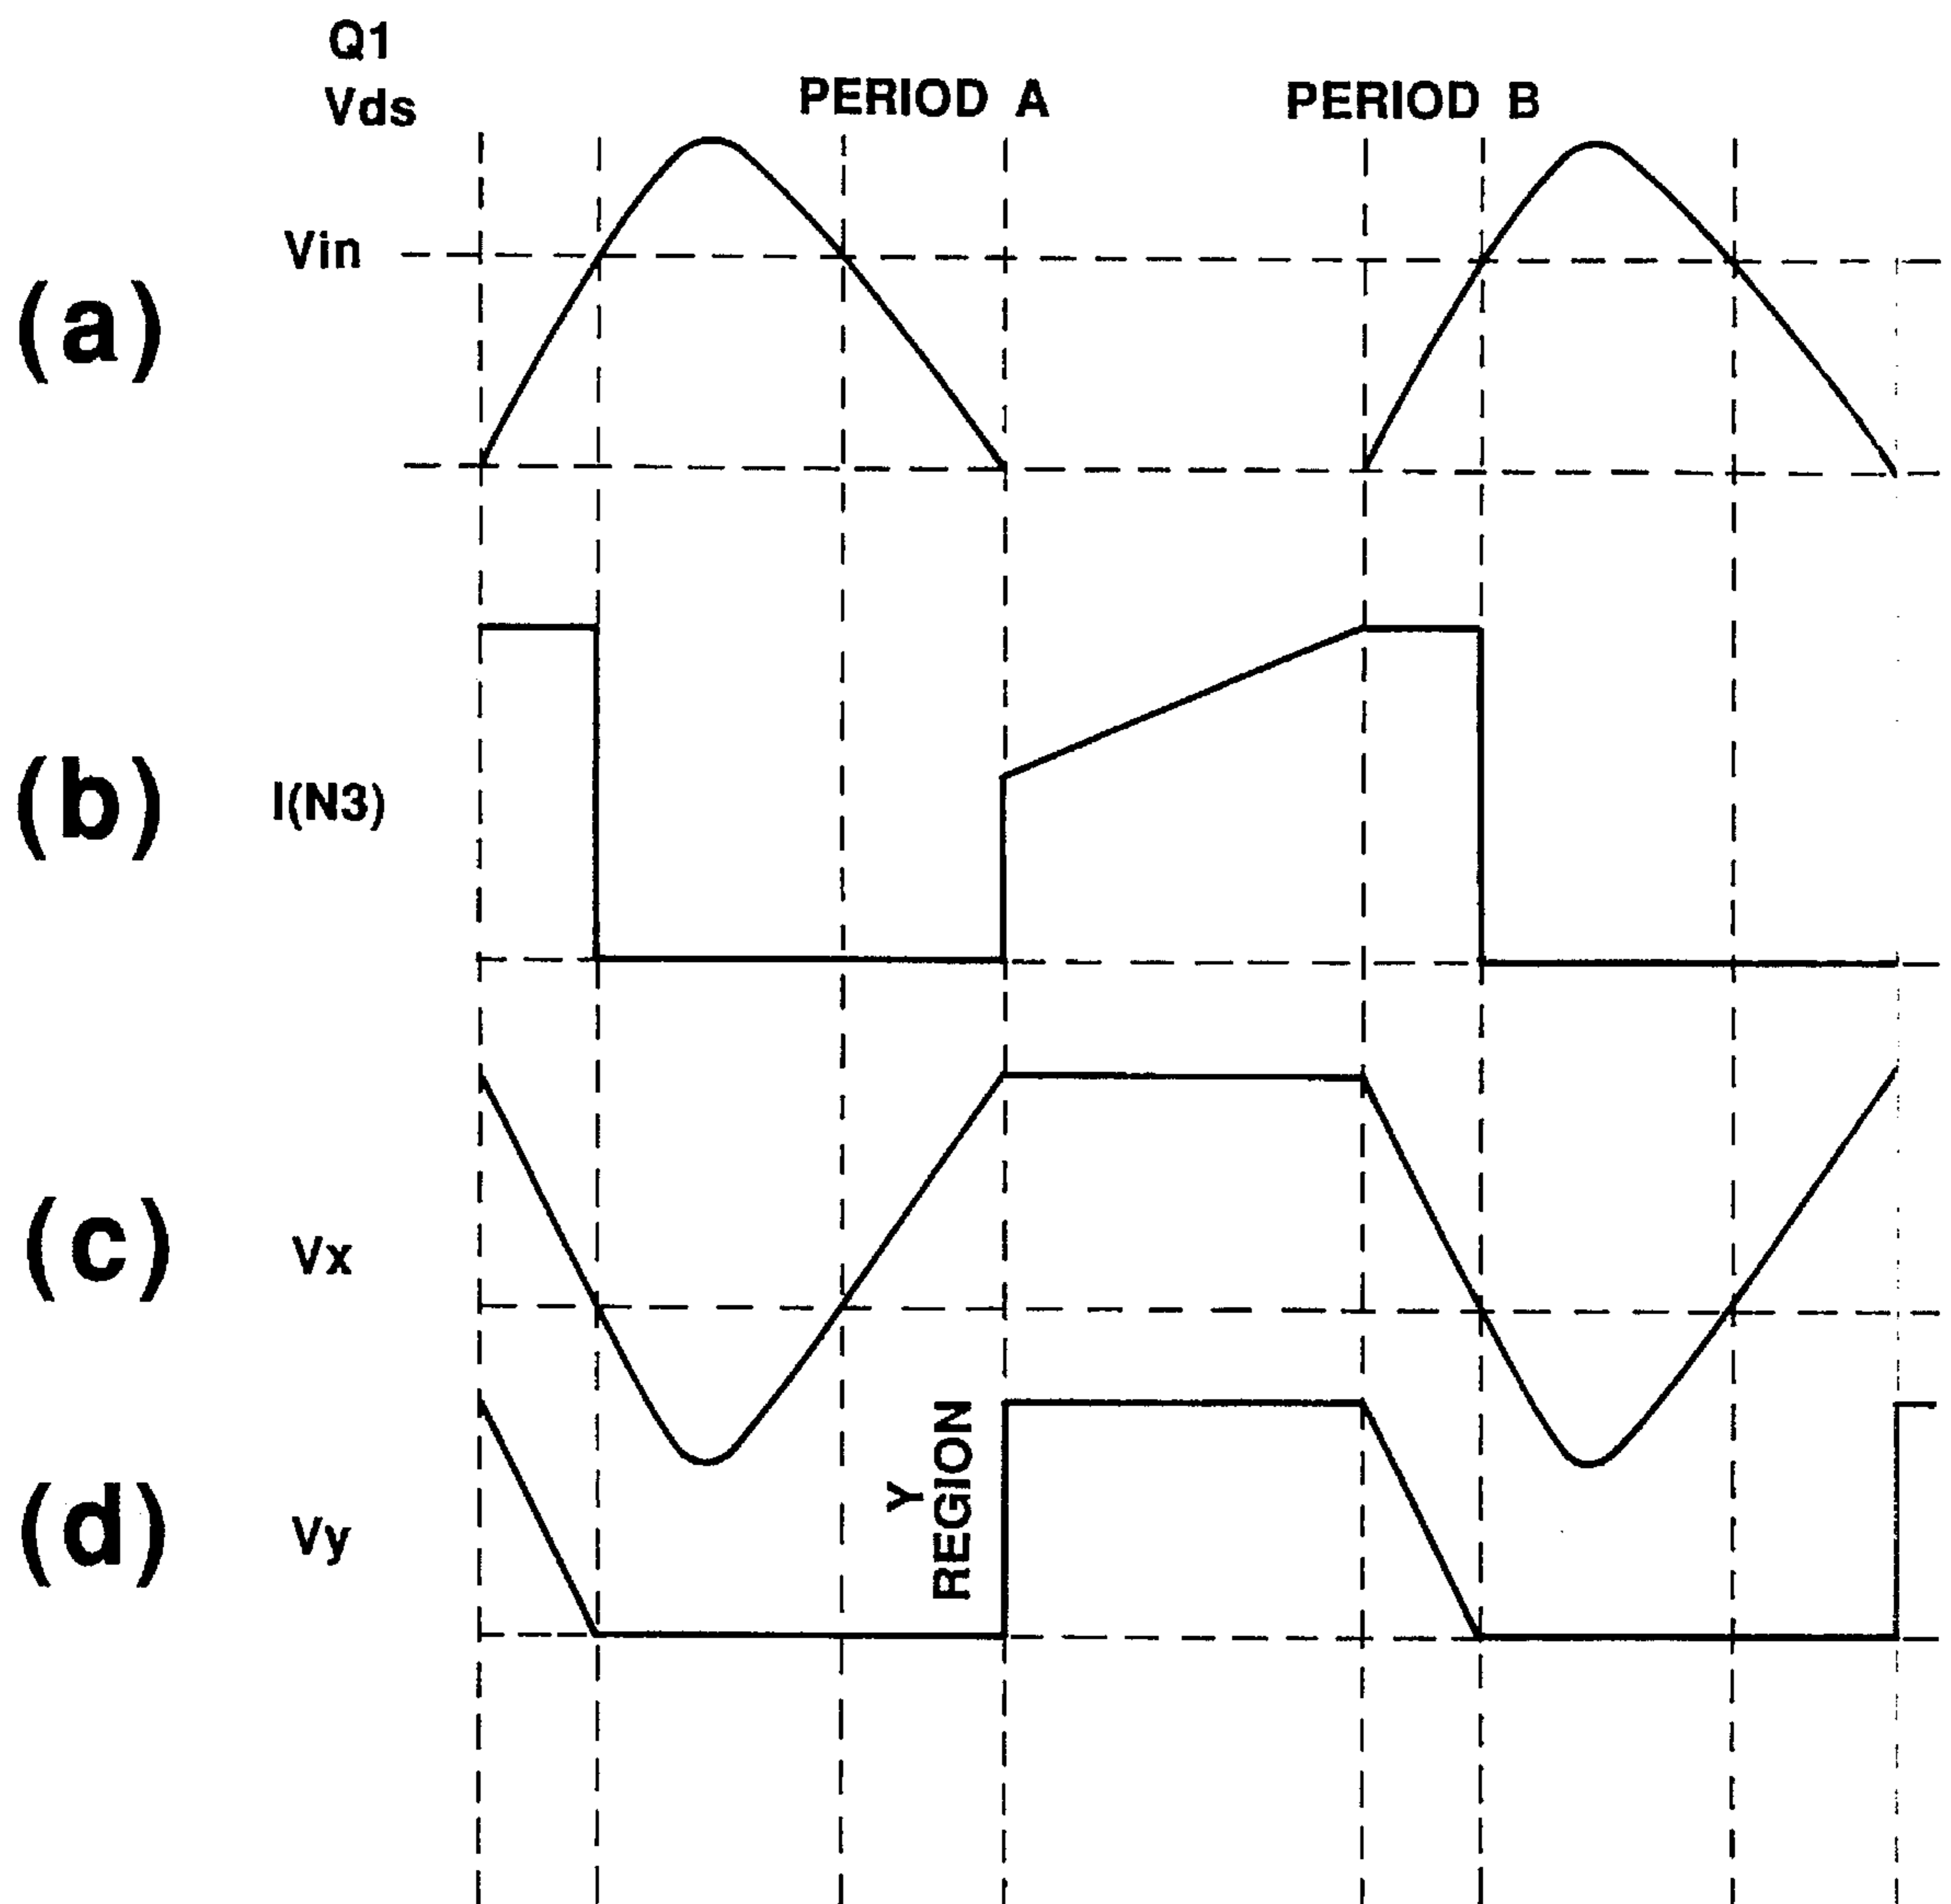 Q1
Vds
PERIOD A
PERIOD B
Vin
(a)
(b)
I(N3)
(c)
Vx
Y
REGION
(d)
Vy